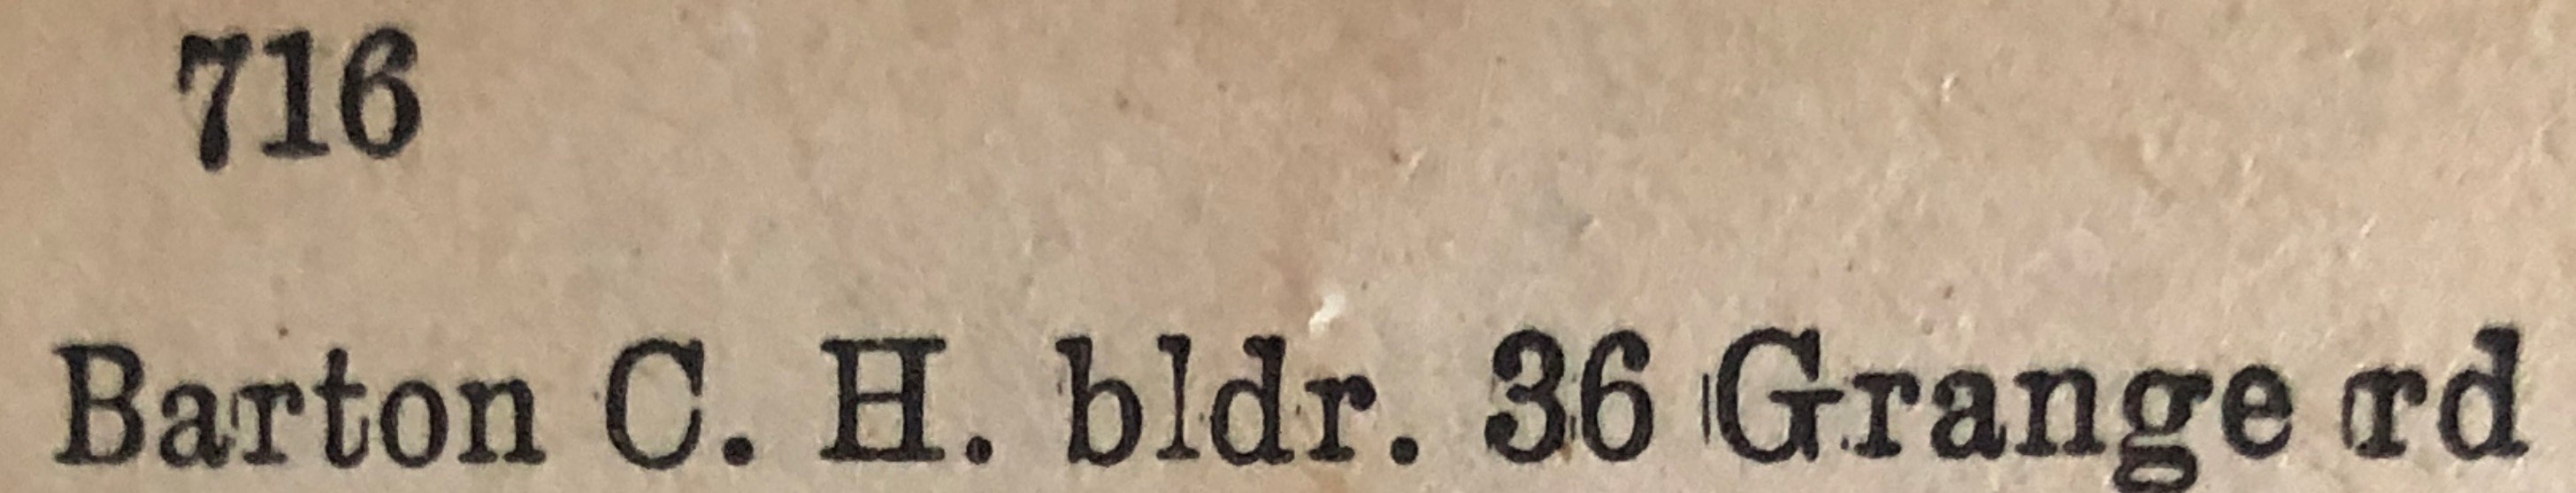 716
Barton C. H. bldr. 36 Grange rd